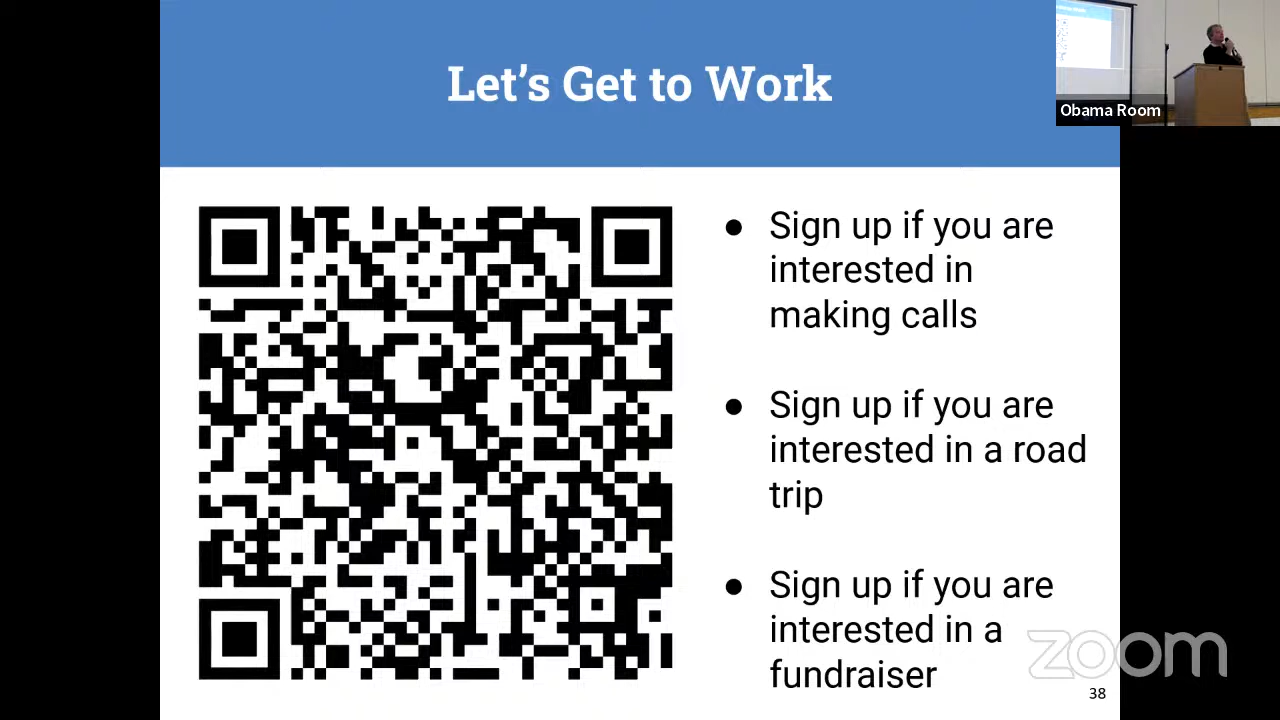 Let's Get to Work
Obama Room
● Sign up if you are
interested in
making calls
● Sign up if you are
interested in a road
trip
● Sign up if you are
interested in a
fundraiser
zoom
38